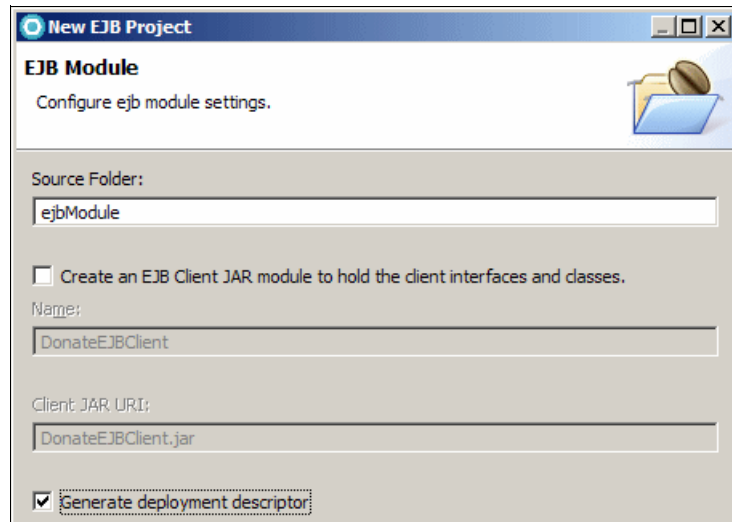 New EJB Project
EJB Module
Configure ejb module settings.
Source Folder:
ejbModule
Create an EJB Client JAR module to hold the client interfaces and classes.
Name:
DonateEJBClient
Client JAR URI:
DonateEJBClient.jar
Generate deployment descriptor